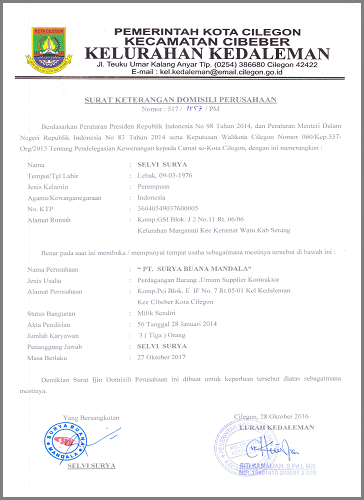 PEMERINTAH KOTA CILEGON
KECAMATAN CIBEBER
KELURAHAN KEDALEMAN
Jl. Teuku Umar Kalang Anyar Tlp. (0254) 386680 Cilegon 42422
E-mail : kel.kedaleman@email.cilegon.go.id
SURAT KETERANGAN DOMISILI PERUSAHAAN
Nomor : 517 / 1557 / PM
Berdasarkan Peraturan Presiden Republik Indonesia No 98 Tahun 2014, dan Peraturan Menteri Dalam
Negeri Republik Indonesia No 83 Tahun 2014 serta Keputusan Walikota Cilegon Nomor 060/Kep.557-
Org/2015 Tentang Pendelegasian Kewenangan kepada Camat se-Kota Cilegon, dengan ini menerangkan :
Nama : SELVI SURYA
Tempat/Tgl Lahir : Lebak, 09-03-1976
Jenis Kelamin : Perempuan
Agama/Kewarganegaraan : Indonesia
No. KTP : 36040549037600005
Alamat Rumah : Komp.GSI Blok. J 2 No.11 Rt. 06/06
Kelurahan Margatani Kec Keramat Watu Kab Serang
Benar pada saat ini membuka / mempunyai tempat usaha sebagaimana mestinya tersebut di bawah ini :
Nama Perusahaan : “ PT. SURYA BUANA MANDALA”
Jenis Usaha : Perdagangan Barang .Umum Supplier Kontraktor
Alamat Perusahaan : Komp.Pci Blok. E IF No. 7 Rt.05/01 Kel Kedaleman
Kec Cibeber Kota Cilegon
Status Bangunan : Milik Sendiri
Akta Pendirian : 56 Tanggal 28 Januari 2014
Jumlah Karyawan : 3 ( Tiga ) Orang
Penanggung Jawab : SELVI SURYA
Masa Berlaku : 27 Oktober 2017
Demikian Surat Ijin Domisili Perusahaan ini dibuat untuk keperluan tersebut diatas sebagaimana
mestinya.
Yang Bersangkutan
Cilegon, 28 Oktober 2016
LURAH KEDALEMAN
SURYA BUANA
MANDALA
SELVI SURYA